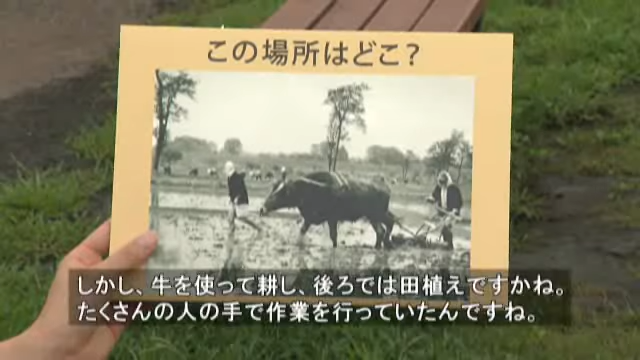 この場所はどこ?
しかし、牛を使って耕し、後ろでは田植えですかね。
たくさんの人の手で作業を行っていたんですね。